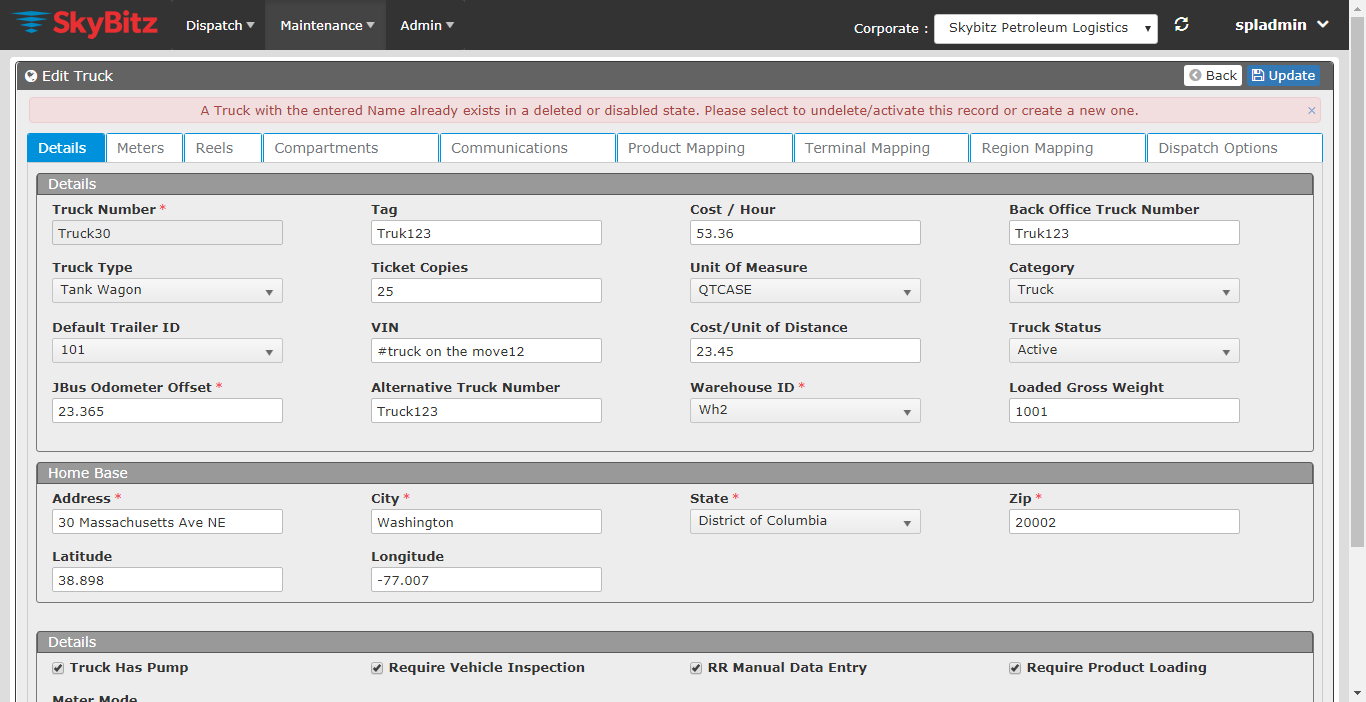 SkyBitz Dispatch Maintenance Admin Corporate : Skybitz Petroleum Logistics spladmin
Edit Truck Back Update
A Truck with the entered Name already exists in a deleted or disabled state. Please select to undelete/activate this record or create a new one. ×
Details Meters Reels Compartments Communications Product Mapping Terminal Mapping Region Mapping Dispatch Options
Details
Truck Number * Tag Cost / Hour Back Office Truck Number
Truck30 Truk123 53.36 Truk123
Truck Type Ticket Copies Unit Of Measure Category
Tank Wagon 25 QTCASE Truck
Default Trailer ID VIN Cost/Unit of Distance Truck Status
101 #truck on the move12 23.45 Active
JBus Odometer Offset * Alternative Truck Number Warehouse ID * Loaded Gross Weight
23.365 Truck123 Wh2 1001
Home Base
Address * City * State * Zip *
30 Massachusetts Ave NE Washington District of Columbia 20002
Latitude Longitude
38.898 -77.007
Details
Truck Has Pump Require Vehicle Inspection RR Manual Data Entry Require Product Loading
Meter Mode